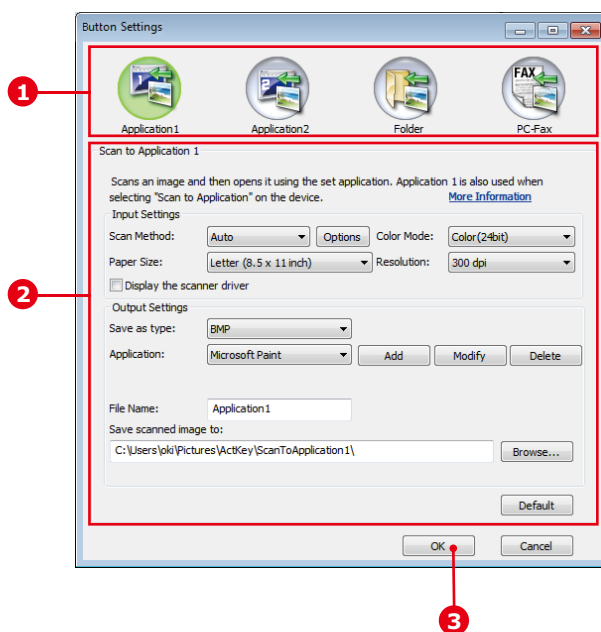 Button Settings
1
FAX
Application1 Application2 Folder PC-Fax
2
Scan to Application 1
Scans an image and then opens it using the set application. Application 1 is also used when
selecting "Scan to Application" on the device. More Information
Input Settings
Scan Method: Auto Options Color Mode: Color(24bit)
Paper Size: Letter (8.5 x 11 inch) Resolution: 300 dpi
Display the scanner driver
Output Settings
Save as type: BMP
Application: Microsoft Paint Add Modify Delete
File Name: Application1
Save scanned image to:
C:\Users\oki\Pictures\ActKey\ScanToApplication1\ Browse...
Default
OK Cancel
3